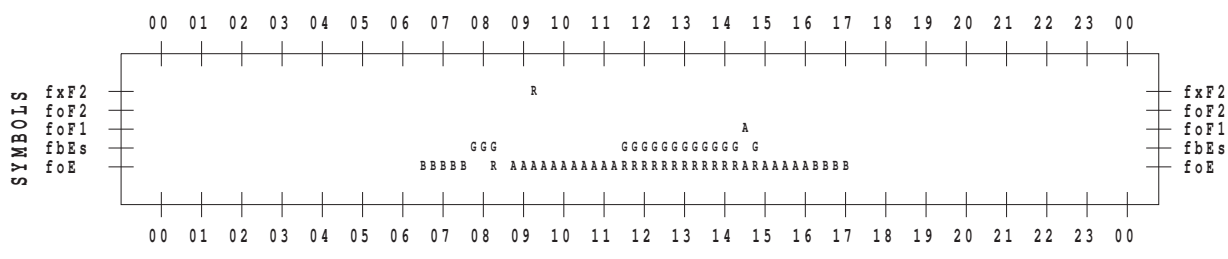 00 01 02 03 04 05 06 07 08 09 10 11 12 13 14 15 16 17 18 19 20 21 22 23 00
SYMBOLS
fxF2 R fxF2
foF2 foF2
foF1 A foF1
fbEs GGG GGGGGGGGGGGG G fbEs
foE BBBBB R AAAAAAAAAAARRRRRRRRRRRRARAAAAABBBB foE
00 01 02 03 04 05 06 07 08 09 10 11 12 13 14 15 16 17 18 19 20 21 22 23 00